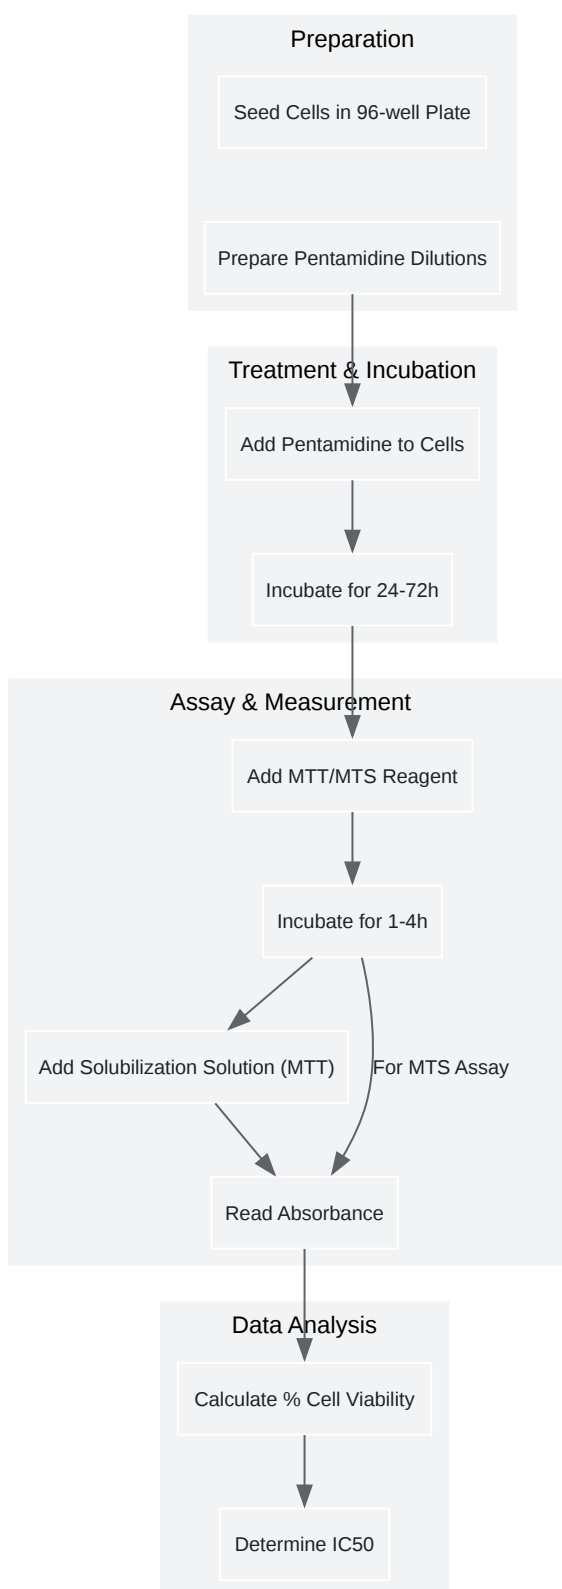 Preparation
Seed Cells in 96-well Plate
Prepare Pentamidine Dilutions
Treatment & Incubation
Add Pentamidine to Cells
Incubate for 24-72h
Assay & Measurement
Add MTT/MTS Reagent
Incubate for 1-4h
Add Solubilization Solution (MTT)
For MTS Assay
Read Absorbance
Data Analysis
Calculate % Cell Viability
Determine IC50